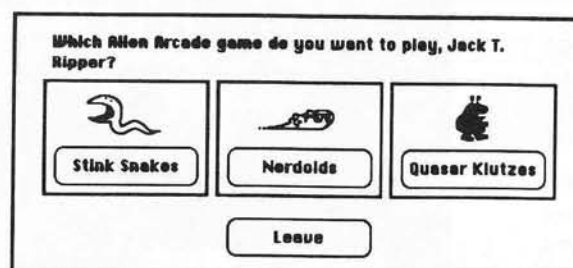 Which Alien Arcade game do you want to play, Jack T.
Ripper?
Stink Snakes
Nerdoids
Quasar Klutzes
Leave